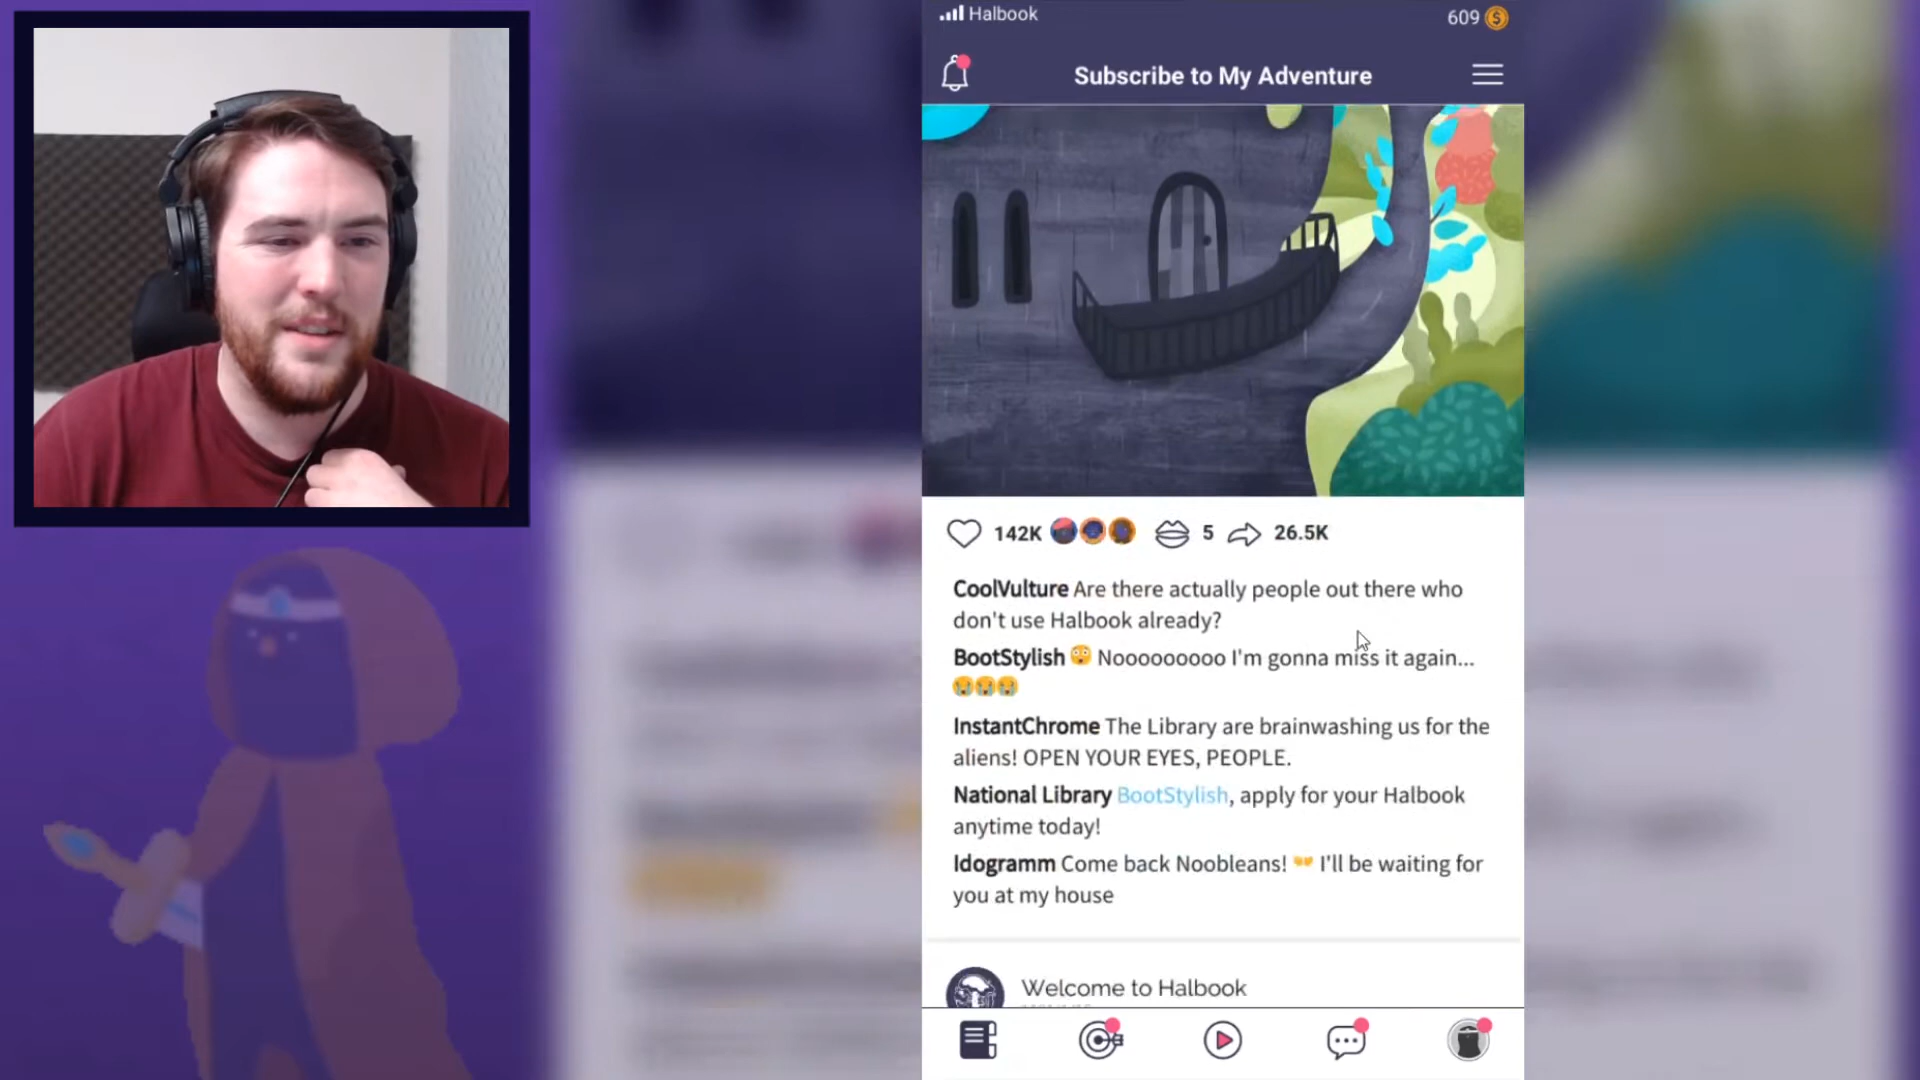 Halbook
609
Subscribe to My Adventure
142K 5 26.5K
CoolVulture Are there actually people out there who
don't use Halbook already?
BootStylish 😳 Nooooooooo I'm gonna miss it again...
😭😭😭
InstantChrome The Library are brainwashing us for the
aliens! OPEN YOUR EYES, PEOPLE.
National Library BootStylish, apply for your Halbook
anytime today!
Idogramm Come back Noobleans! 👐 I'll be waiting for
you at my house
Welcome to Halbook